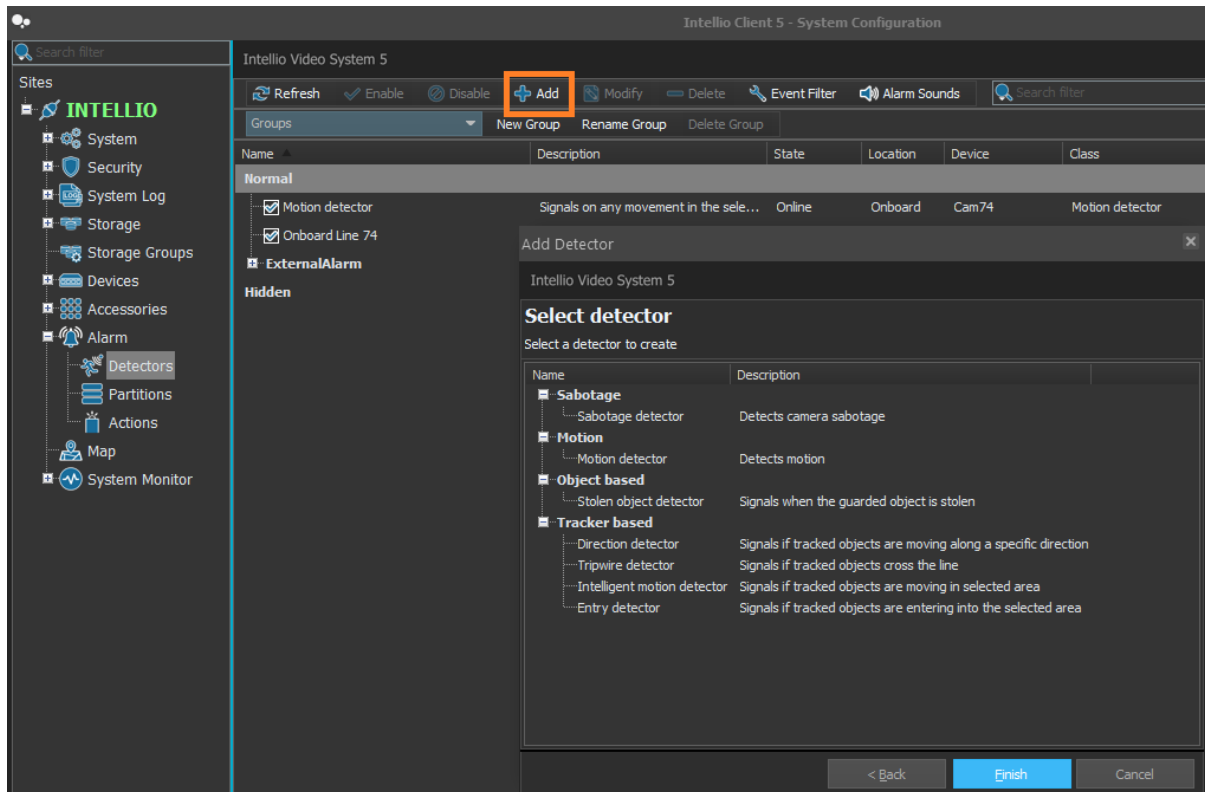 Intellio Client 5 - System Configuration
Search filter
Sites
INTELLIO
System
Security
System Log
Storage
Storage Groups
Devices
Accessories
Alarm
Detectors
Partitions
Actions
Map
System Monitor
Intellio Video System 5
Refresh Enable Disable Add Modify Delete Event Filter Alarm Sounds Search filter
Groups New Group Rename Group Delete Group
Name Description State Location Device Class
Normal
Motion detector Signals on any movement in the sele... Online Onboard Cam74 Motion detector
Onboard Line 74
ExternalAlarm
Hidden
Add Detector
Intellio Video System 5
Select detector
Select a detector to create
Name Description
Sabotage
Sabotage detector Detects camera sabotage
Motion
Motion detector Detects motion
Object based
Stolen object detector Signals when the guarded object is stolen
Tracker based
Direction detector Signals if tracked objects are moving along a specific direction
Tripwire detector Signals if tracked objects cross the line
Intelligent motion detector Signals if tracked objects are moving in selected area
Entry detector Signals if tracked objects are entering into the selected area
< Back Finish Cancel